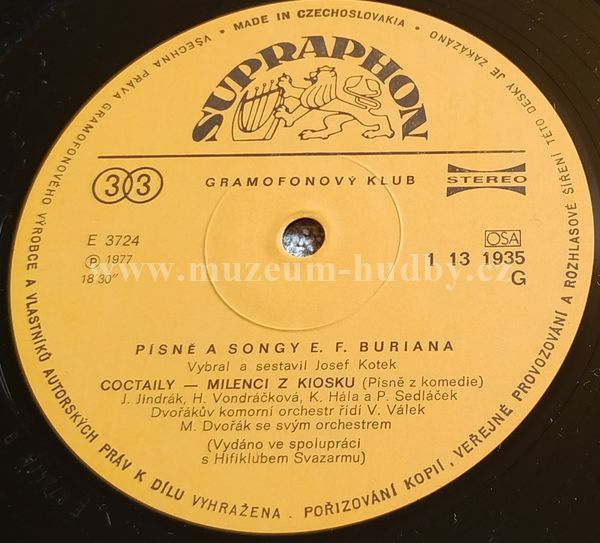 MADE IN CZECHOSLOVAKIA • VŠECHNA PRÁVA GRAMOFONOVÉHO VÝROBCE A VLASTNÍKŮ AUTORSKÝCH PRÁV K DÍLU VYHRAŽENA . POŘIZOVÁNÍ KOPIÍ , VEŘEJNÉ PROVOZOVÁNÍ A ROZHLASOVÉ ŠÍŘENÍ TÉTO DESKY JE ZAKÁZÁNO •
SUPRAPHON
33 GRAMOFONOVÝ KLUB STEREO
E 3724 OSA
Ⓟ 1977 1 13 1935
18'30" G
www.muzeum-hudby.cz
PÍSNĚ A SONGY E. F. BURIANA
Vybral a sestavil Josef Kotek
COCTAILY — MILENCI Z KIOSKU (Písně z komedie)
J. Jindrák, H. Vondráčková, K. Hála a P. Sedláček
Dvořákův komorní orchestr řídí V. Válek
M. Dvořák se svým orchestrem
(Vydáno ve spolupráci
s Hifiklubem Svazarmu)